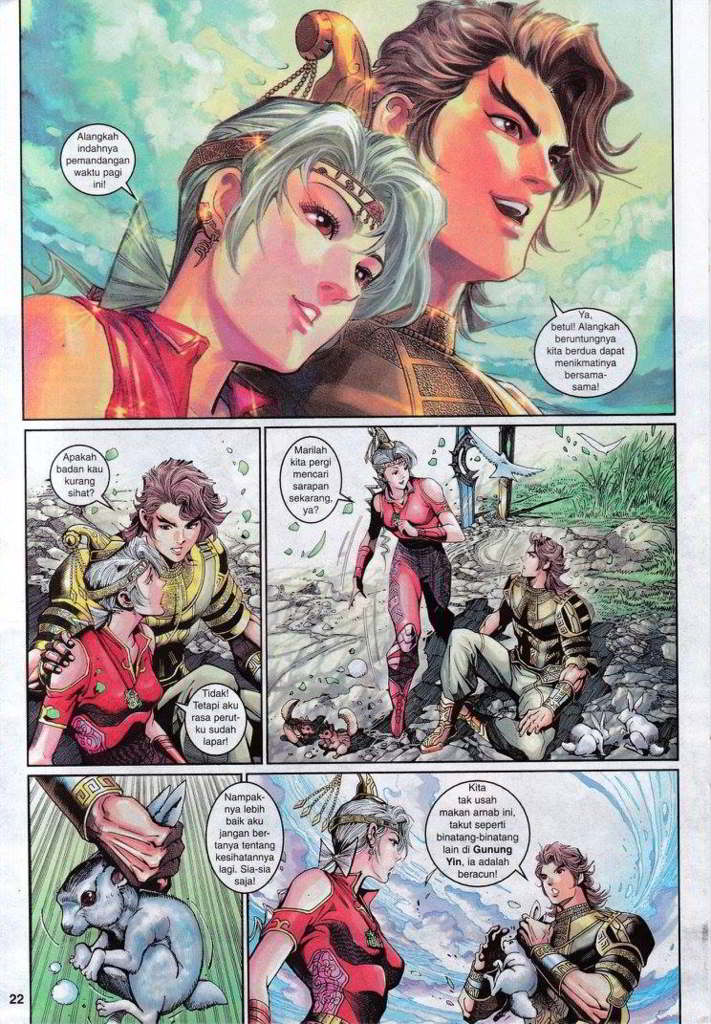 Alangkah
indahnya
pemandangan
waktu pagi
ini!
Ya,
betul! Alangkah
beruntungnya
kita berdua dapat
menikmatinya
bersama-
sama!
Apakah
badan kau
kurang
sihat?
Tidak!
Tetapi aku
rasa perut-
ku sudah
lapar!
Marilah
kita pergi
mencari
sarapan
sekarang,
ya?
Nampak-
nya lebih
baik aku
jangan ber-
tanya tentang
kesihatannya
lagi. Sia-sia
saja!
Kita
tak usah
makan arnab ini,
takut seperti
binatang-binatang
lain di Gunung
Yin, ia adalah
beracun!
22